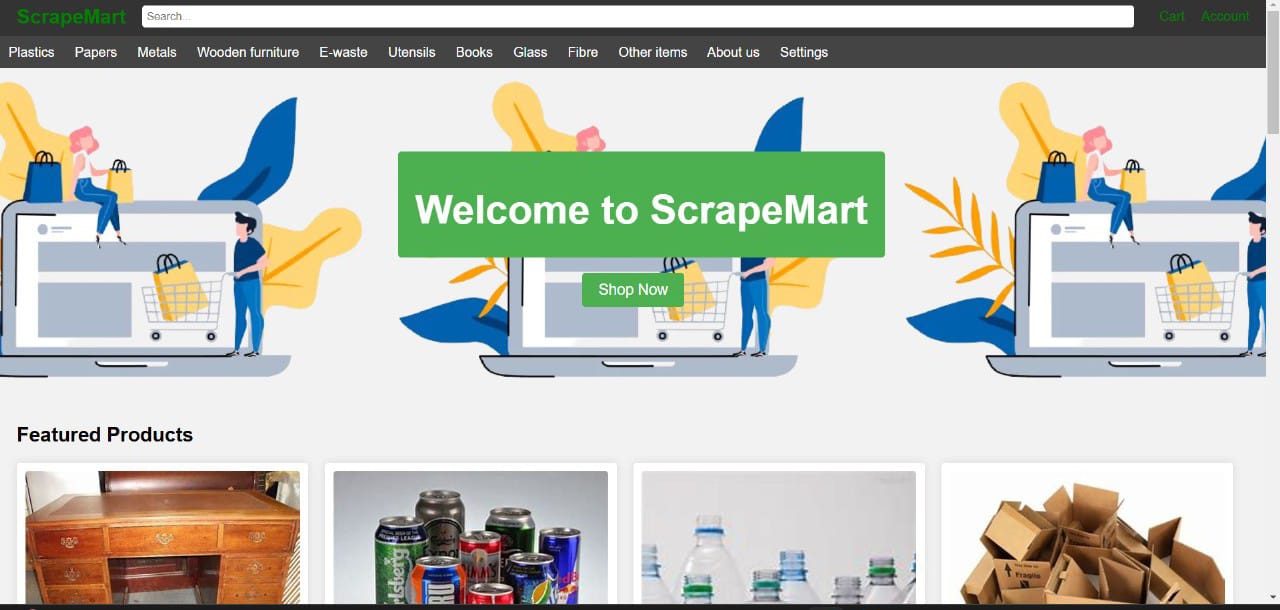 ScrapeMart Search... Cart Account
Plastics Papers Metals Wooden furniture E-waste Utensils Books Glass Fibre Other items About us Settings
Welcome to ScrapeMart
Shop Now
Featured Products
Fragile